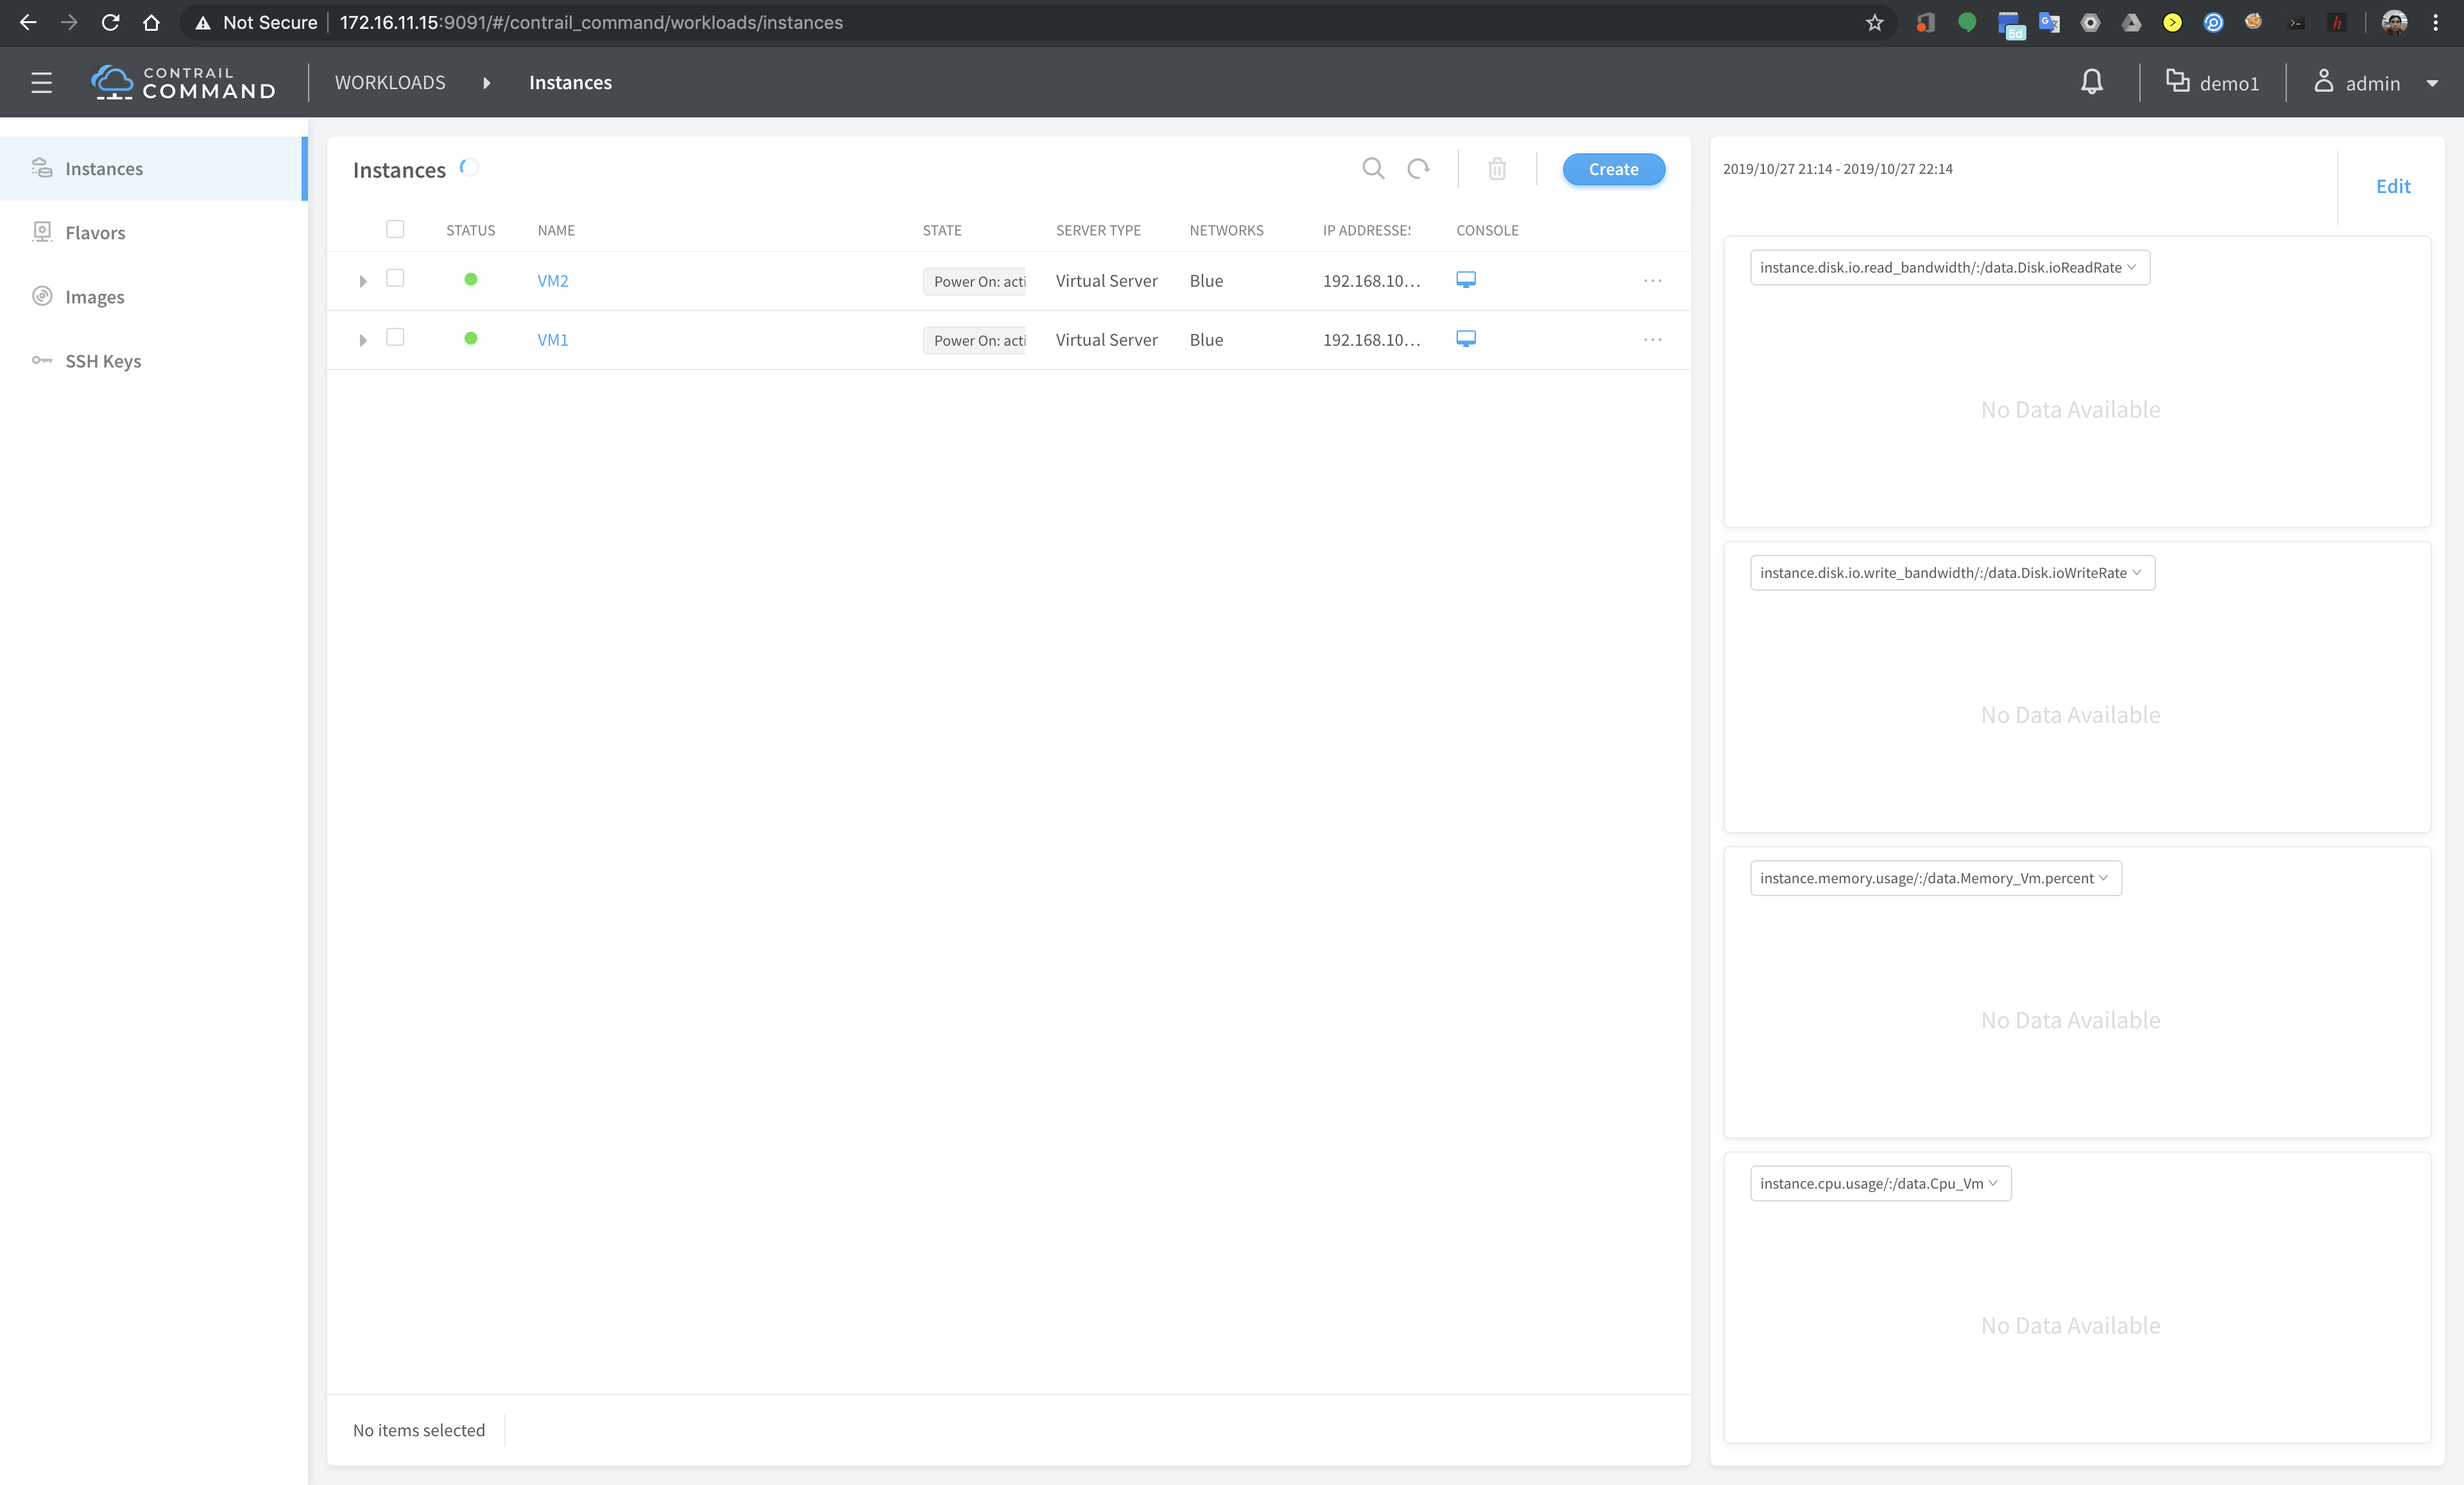 Not Secure
172.16.11.15:9091/#/contrail_command/workloads/instances
5d
CONTRAIL
COMMAND
WORKLOADS
Instances
demo1
admin
Instances
Flavors
Images
SSH Keys
Instances
Create
STATUS NAME STATE SERVER TYPE NETWORKS IP ADDRESSES CONSOLE
VM2 Power On: acti Virtual Server Blue 192.168.10... ...
VM1 Power On: acti Virtual Server Blue 192.168.10... ...
No items selected
2019/10/27 21:14 - 2019/10/27 22:14
Edit
instance.disk.io.read_bandwidth/:/data.Disk.ioReadRate
No Data Available
instance.disk.io.write_bandwidth/:/data.Disk.ioWriteRate
No Data Available
instance.memory.usage/:/data.Memory_Vm.percent
No Data Available
instance.cpu.usage/:/data.Cpu_Vm
No Data Available